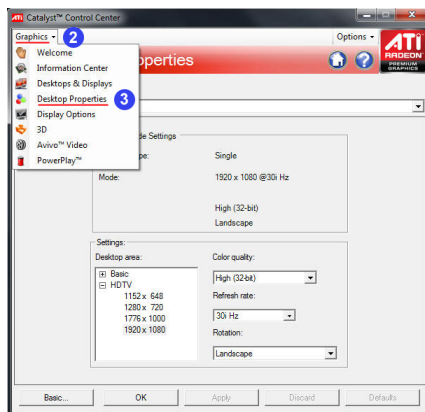 ATI Catalyst™ Control Center
Graphics 2 Options
Welcome
Information Center
Desktops & Displays
Desktop Properties 3
Display Options
3D
Avivo™ Video
PowerPlay™
operties
ATI
RADEON
PREMIUM
GRAPHICS
de Settings
pe: Single
Mode: 1920 x 1080 @30i Hz
High (32-bit)
Landscape
Settings:
Desktop area: Color quality:
Basic High (32-bit)
HDTV
1152 x 648 Refresh rate:
1280 x 720
1776 x 1000 30i Hz
1920 x 1080 Rotation:
Landscape
Basic... OK Apply Discard Defaults